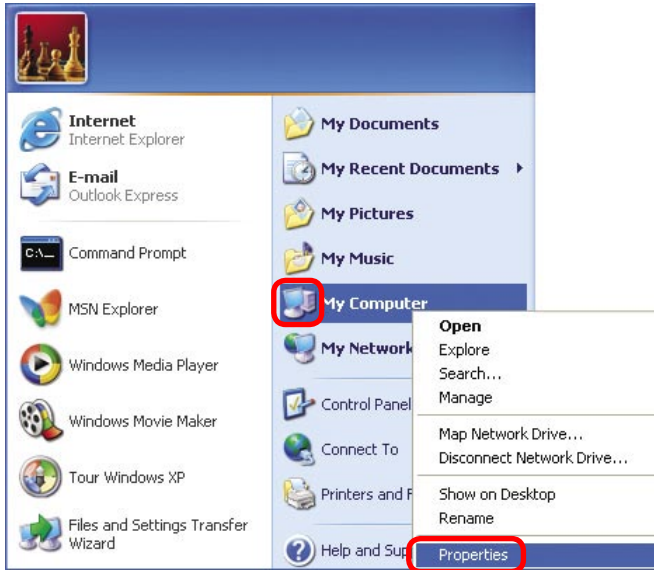 Internet
Internet Explorer
E-mail
Outlook Express
C:\_
Command Prompt
MSN Explorer
Windows Media Player
Windows Movie Maker
Tour Windows XP
Files and Settings Transfer
Wizard
My Documents
My Recent Documents
My Pictures
My Music
My Computer
My Network
Control Panel
Connect To
Printers and F
Help and Sup
Open
Explore
Search...
Manage
Map Network Drive...
Disconnect Network Drive...
Show on Desktop
Rename
Properties